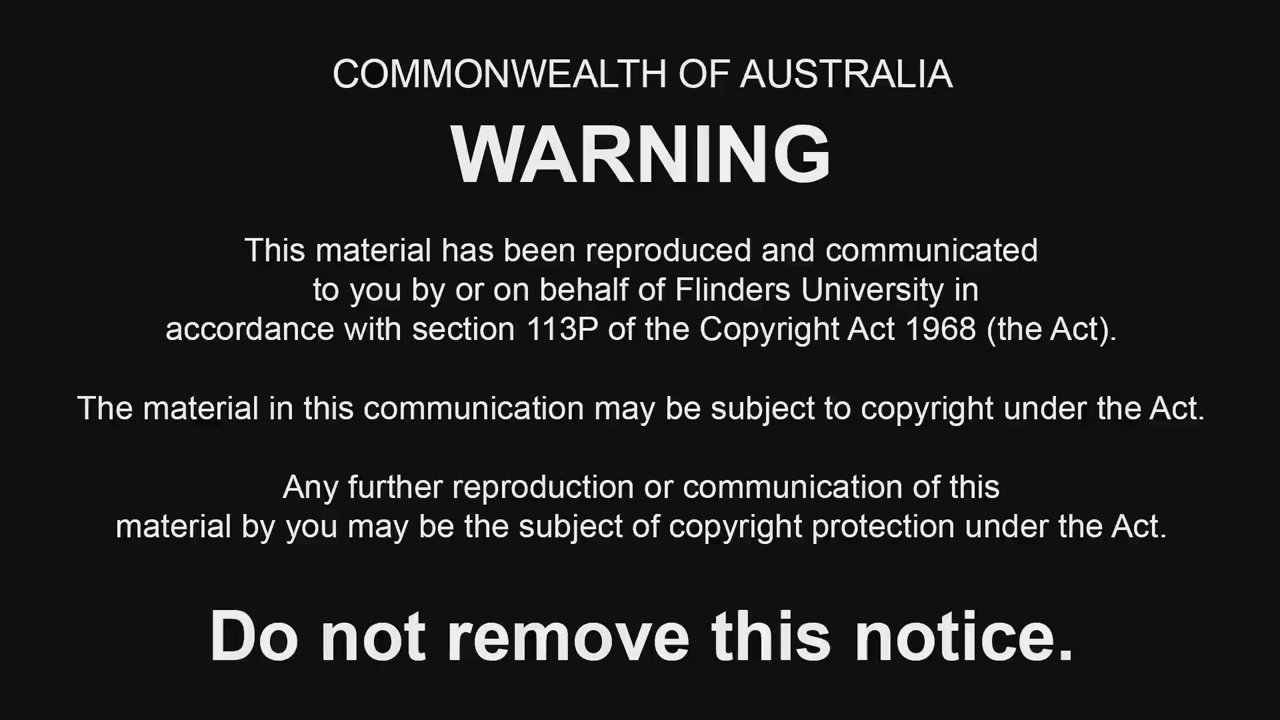 COMMONWEALTH OF AUSTRALIA
WARNING
This material has been reproduced and communicated
to you by or on behalf of Flinders University in
accordance with section 113P of the Copyright Act 1968 (the Act).
The material in this communication may be subject to copyright under the Act.
Any further reproduction or communication of this
material by you may be the subject of copyright protection under the Act.
Do not remove this notice.